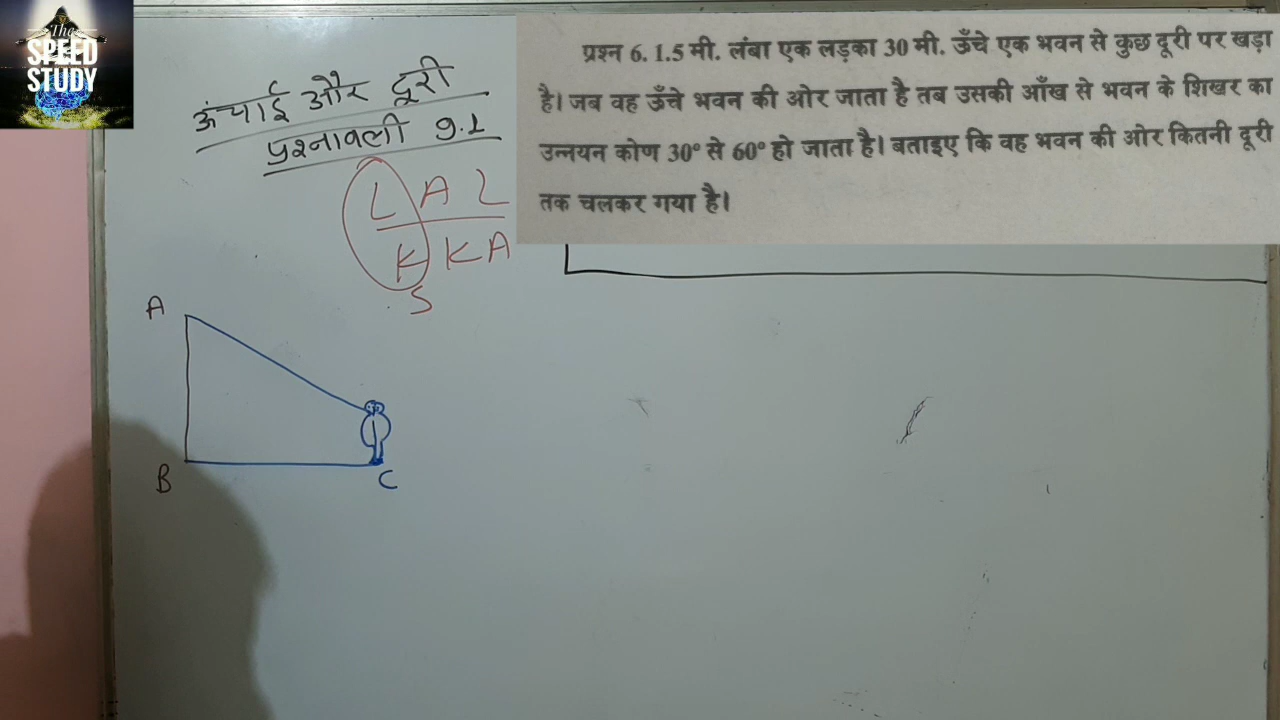 The
SPEED
STUDY
ऊंचाई और दूरी
प्रश्नावली 9.1
L A L
K K A
S
प्रश्न 6. 1.5 मी. लंबा एक लड़का 30 मी. ऊँचे एक भवन से कुछ दूरी पर खड़ा
है। जब वह ऊँचे भवन की ओर जाता है तब उसकी आँख से भवन के शिखर का
उन्नयन कोण 30° से 60° हो जाता है। बताइए कि वह भवन की ओर कितनी दूरी
तक चलकर गया है।
A
B
C